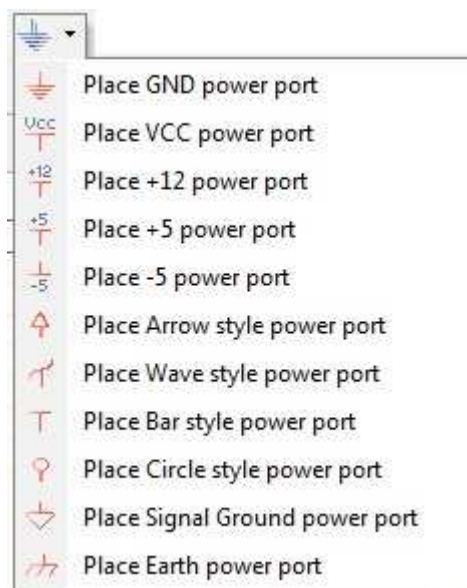 Place GND power port
Vcc Place VCC power port
+12 Place +12 power port
+5 Place +5 power port
-5 Place -5 power port
Place Arrow style power port
Place Wave style power port
Place Bar style power port
Place Circle style power port
Place Signal Ground power port
Place Earth power port